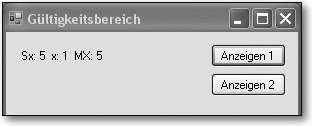 Gültigkeitsbereich
Sx: 5 x: 1 MX: 5
Anzeigen 1
Anzeigen 2